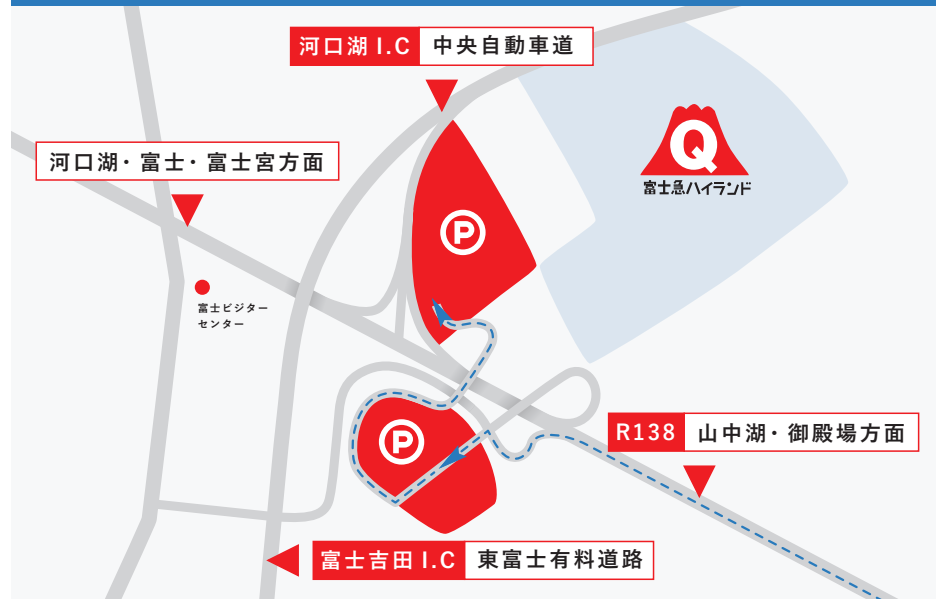 河口湖 I.C 中央自動車道
河口湖・富士・富士宮方面
Q
富士急ハイランド
P
富士ビジター
センター
R138 山中湖・御殿場方面
P
富士吉田 I.C 東富士有料道路